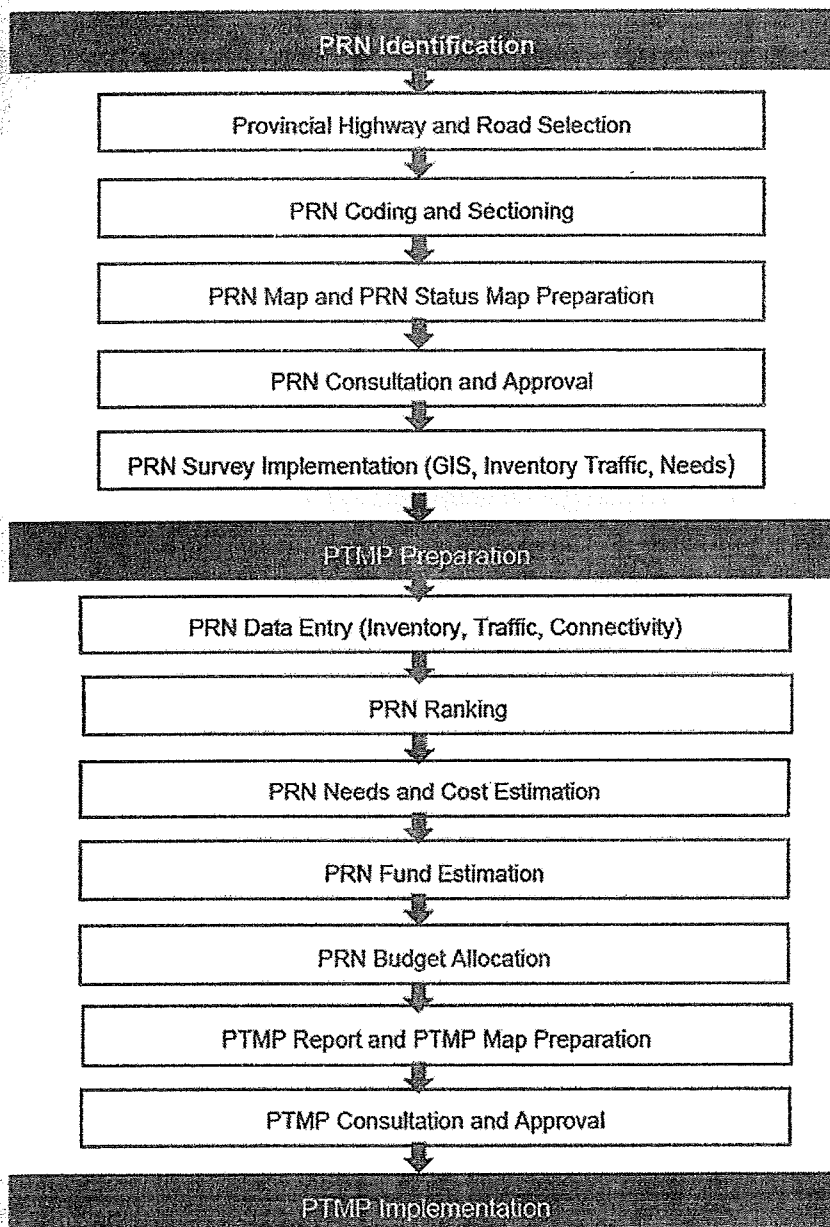 PRN Identification
Provincial Highway and Road Selection
PRN Coding and Sectioning
PRN Map and PRN Status Map Preparation
PRN Consultation and Approval
PRN Survey Implementation (GIS, Inventory Traffic, Needs)
PTMP Preparation
PRN Data Entry (Inventory, Traffic, Connectivity)
PRN Ranking
PRN Needs and Cost Estimation
PRN Fund Estimation
PRN Budget Allocation
PTMP Report and PTMP Map Preparation
PTMP Consultation and Approval
PTMP Implementation